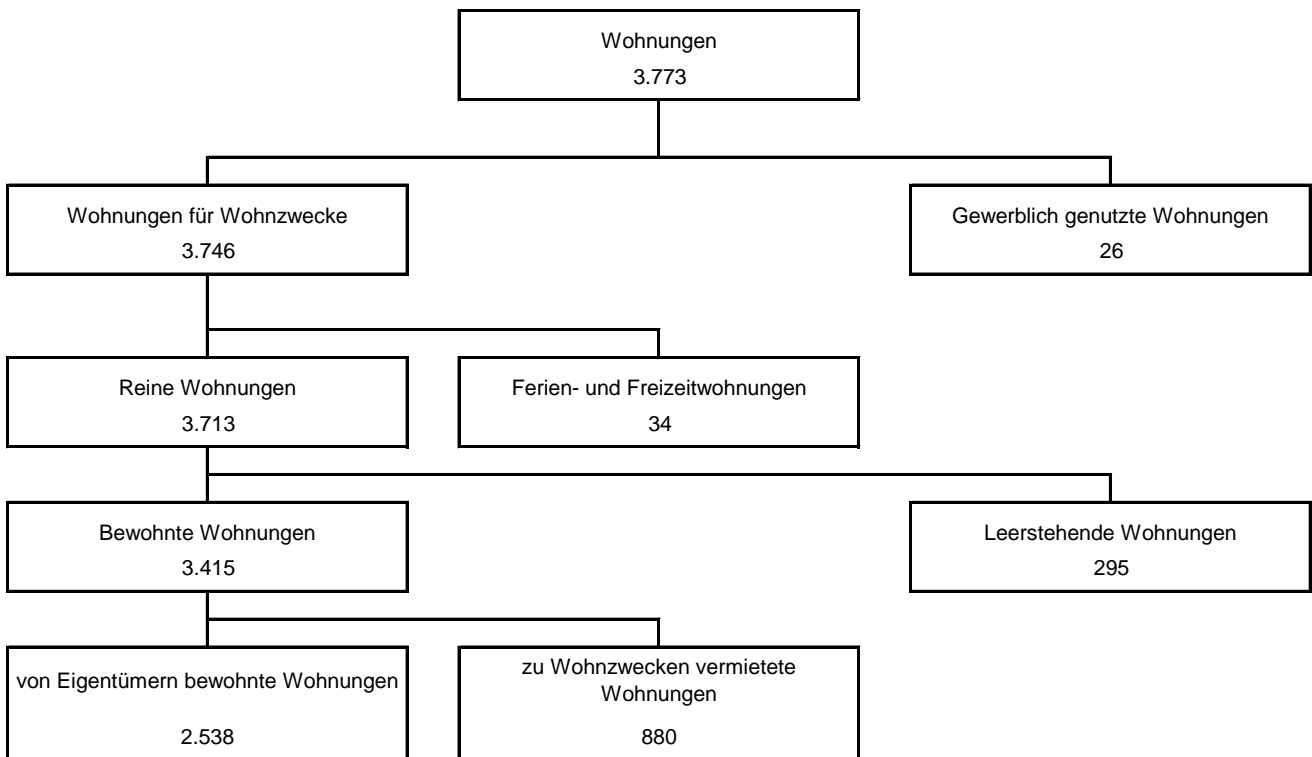 Wohnungen
3.773
Wohnungen für Wohnzwecke
3.746
Gewerblich genutzte Wohnungen
26
Reine Wohnungen
3.713
Ferien- und Freizeitwohnungen
34
Bewohnte Wohnungen
3.415
Leerstehende Wohnungen
295
von Eigentümern bewohnte Wohnungen
2.538
zu Wohnzwecken vermietete
Wohnungen
880